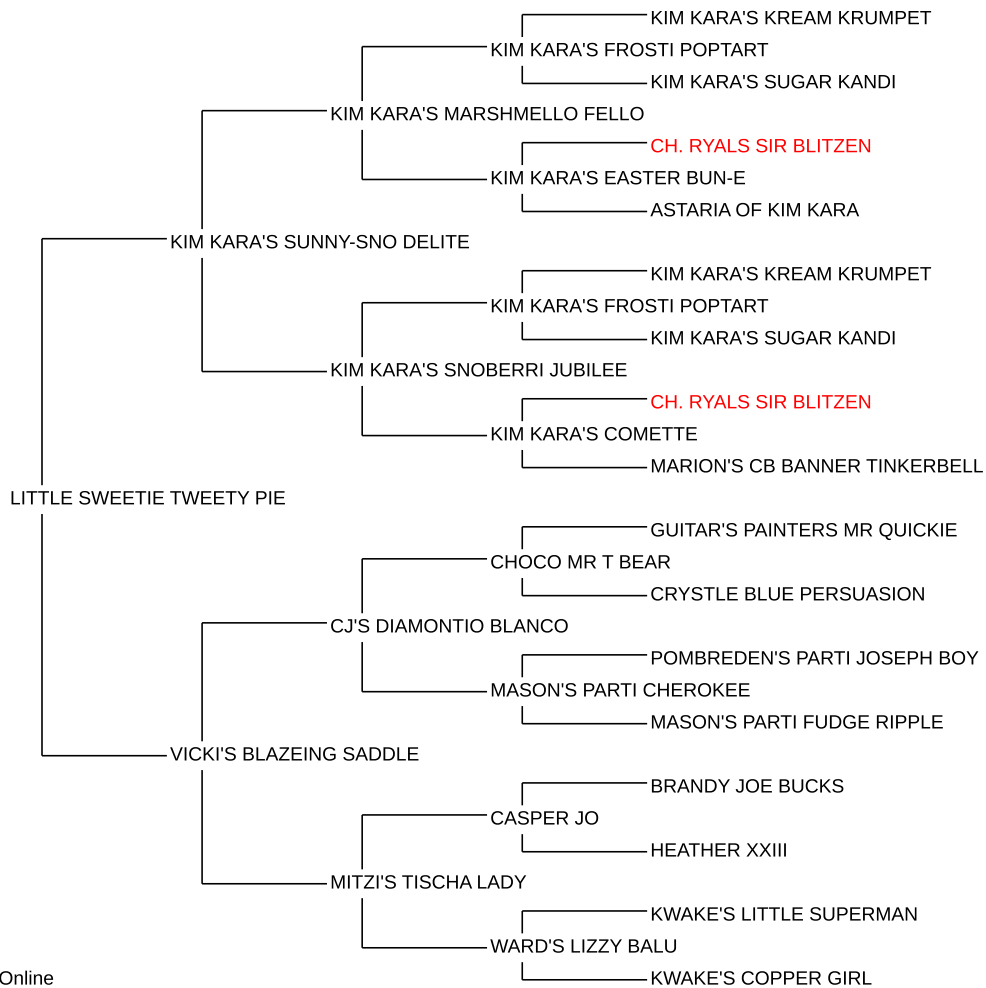 KIM KARA'S KREAM KRUMPET
KIM KARA'S FROSTI POPTART
KIM KARA'S SUGAR KANDI
KIM KARA'S MARSHMELLO FELLO
CH. RYALS SIR BLITZEN
KIM KARA'S EASTER BUN-E
ASTARIA OF KIM KARA
KIM KARA'S SUNNY-SNO DELITE
KIM KARA'S KREAM KRUMPET
KIM KARA'S FROSTI POPTART
KIM KARA'S SUGAR KANDI
KIM KARA'S SNOBERRI JUBILEE
CH. RYALS SIR BLITZEN
KIM KARA'S COMETTE
MARION'S CB BANNER TINKERBELL
LITTLE SWEETIE TWEETY PIE
GUITAR'S PAINTERS MR QUICKIE
CHOCO MR T BEAR
CRYSTLE BLUE PERSUASION
CJ'S DIAMONTIO BLANCO
POMBREDEN'S PARTI JOSEPH BOY
MASON'S PARTI CHEROKEE
MASON'S PARTI FUDGE RIPPLE
VICKI'S BLAZEING SADDLE
BRANDY JOE BUCKS
CASPER JO
HEATHER XXIII
MITZI'S TISCHA LADY
KWAKE'S LITTLE SUPERMAN
WARD'S LIZZY BALU
KWAKE'S COPPER GIRL
Online